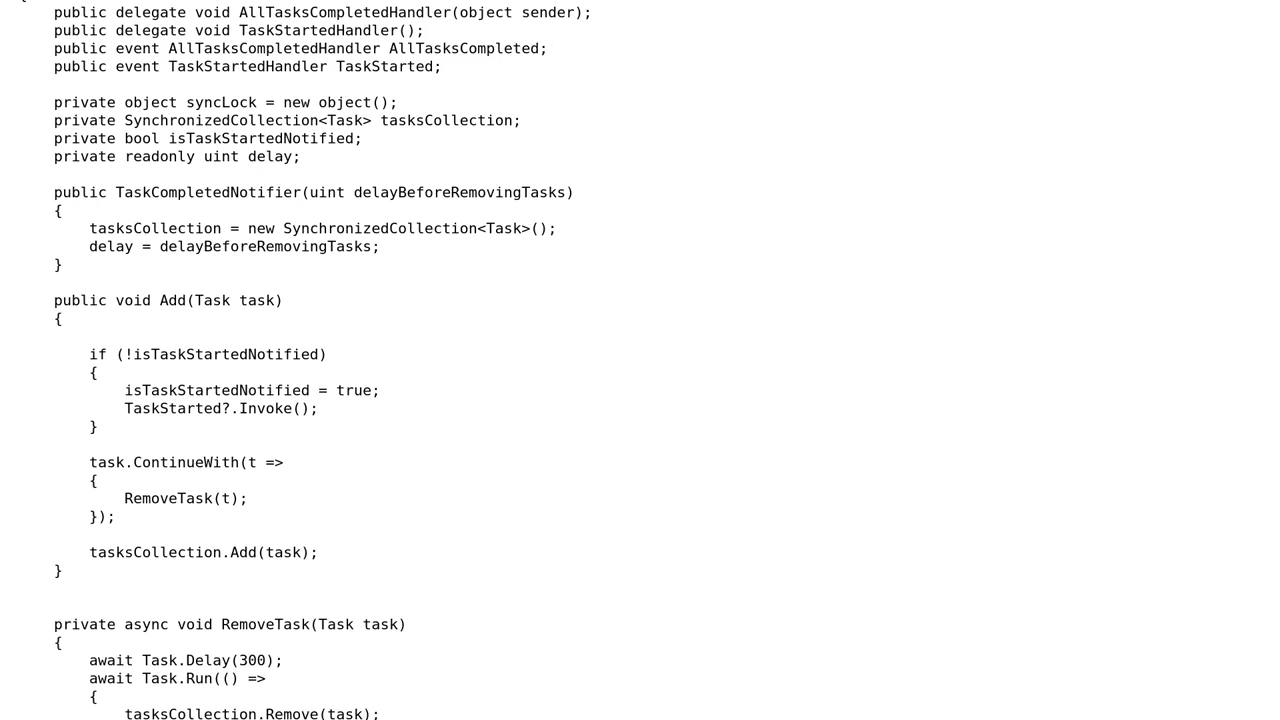 {
public delegate void AllTasksCompletedHandler(object sender);
public delegate void TaskStartedHandler();
public event AllTasksCompletedHandler AllTasksCompleted;
public event TaskStartedHandler TaskStarted;
private object syncLock = new object();
private SynchronizedCollection<Task> tasksCollection;
private bool isTaskStartedNotified;
private readonly uint delay;
public TaskCompletedNotifier(uint delayBeforeRemovingTasks)
{
tasksCollection = new SynchronizedCollection<Task>();
delay = delayBeforeRemovingTasks;
}
public void Add(Task task)
{
if (!isTaskStartedNotified)
{
isTaskStartedNotified = true;
TaskStarted?.Invoke();
}
task.ContinueWith(t =>
{
RemoveTask(t);
});
tasksCollection.Add(task);
}
private async void RemoveTask(Task task)
{
await Task.Delay(300);
await Task.Run(() =>
{
tasksCollection.Remove(task);